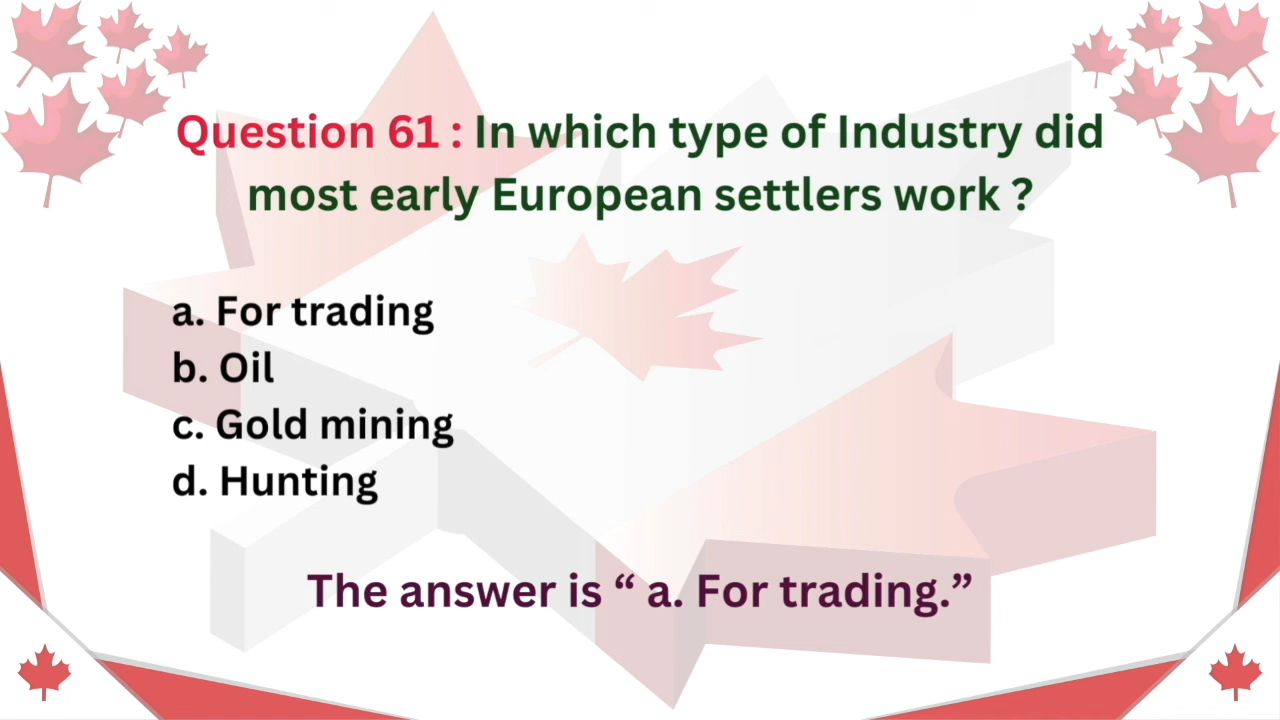 Question 61 : In which type of Industry did
most early European settlers work ?
a. For trading
b. Oil
c. Gold mining
d. Hunting
The answer is “ a. For trading.”